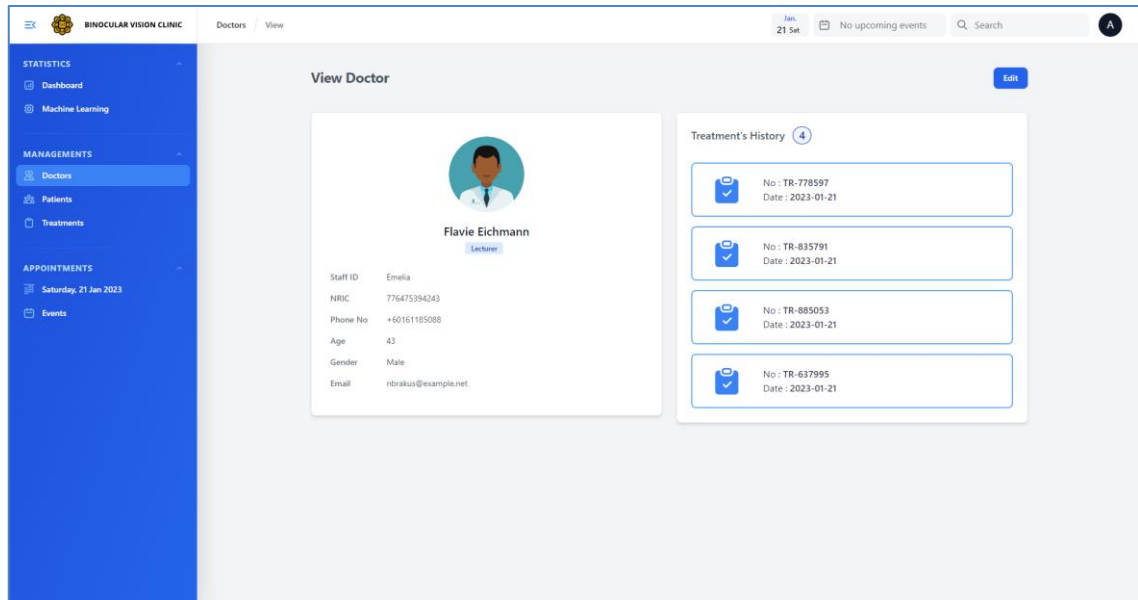 BINOCULAR VISION CLINIC
Doctors / View
Jan.
21 Sat
No upcoming events
Search
A
STATISTICS
Dashboard
Machine Learning
MANAGEMENTS
Doctors
Patients
Treatments
APPOINTMENTS
Saturday, 21 Jan 2023
Events
View Doctor
Edit
Flavie Eichmann
Lecturer
Staff ID Emelia
NRIC 776475394243
Phone No +60161185088
Age 43
Gender Male
Email nbrakus@example.net
Treatment's History 4
No : TR-778597
Date : 2023-01-21
No : TR-835791
Date : 2023-01-21
No : TR-885053
Date : 2023-01-21
No : TR-637995
Date : 2023-01-21